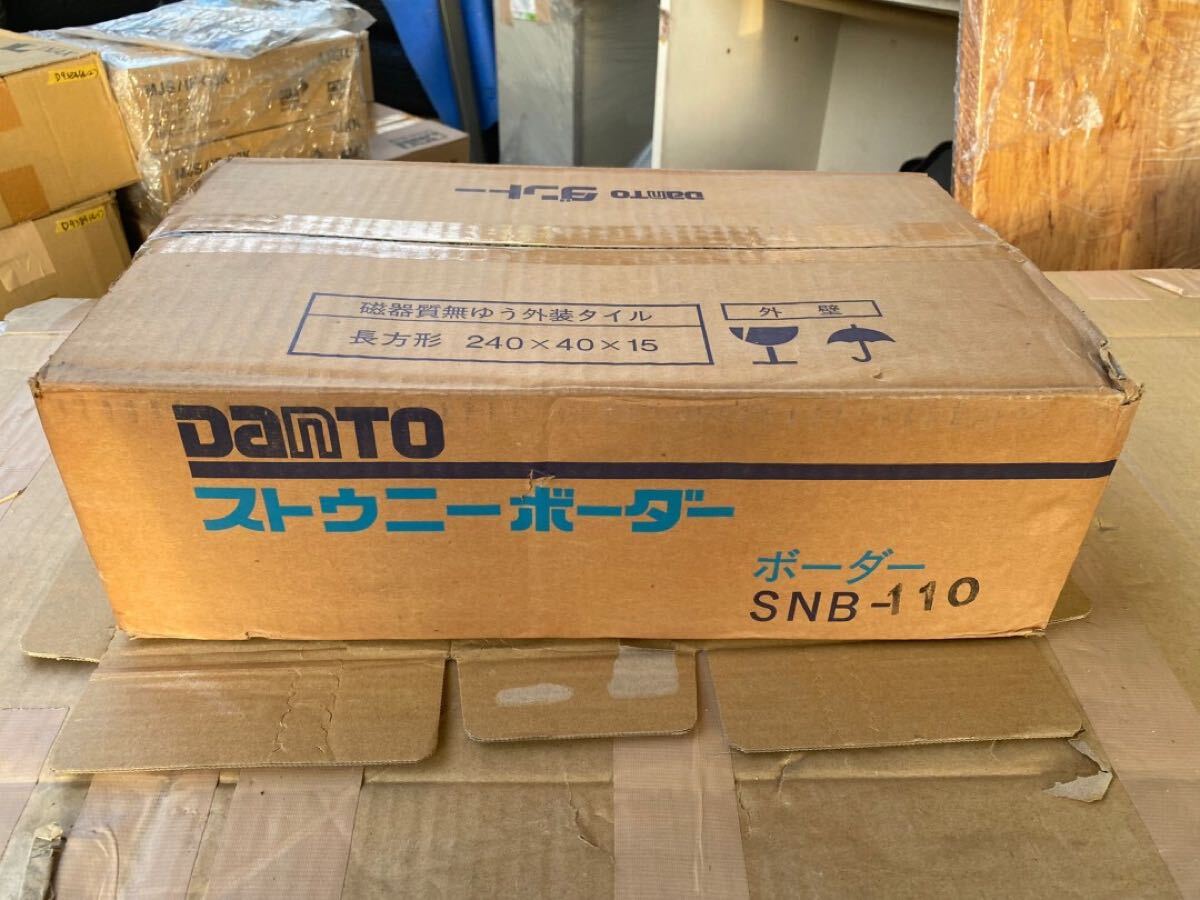 DANTO ダントー
磁器質無ゆう外装タイル
長方形 240×40×15
外壁
DANTO
ストウニーボーダー
ボーダー
SNB-110